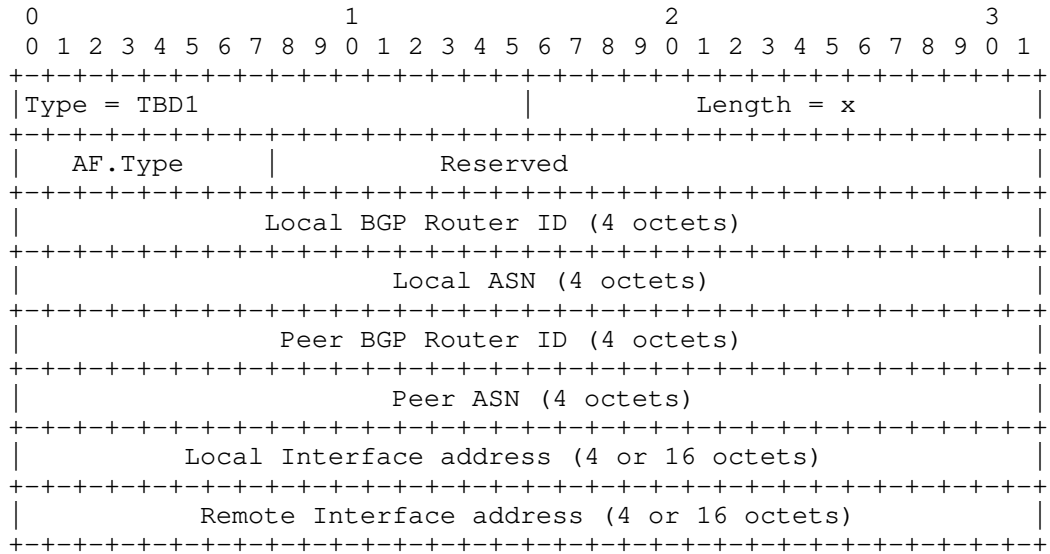 0                   1                   2                   3
 0 1 2 3 4 5 6 7 8 9 0 1 2 3 4 5 6 7 8 9 0 1 2 3 4 5 6 7 8 9 0 1
+-+-+-+-+-+-+-+-+-+-+-+-+-+-+-+-+-+-+-+-+-+-+-+-+-+-+-+-+-+-+-+-+
|Type = TBD1                    |          Length = x           |
+-+-+-+-+-+-+-+-+-+-+-+-+-+-+-+-+-+-+-+-+-+-+-+-+-+-+-+-+-+-+-+-+
|   AF.Type     |          Reserved                             |
+-+-+-+-+-+-+-+-+-+-+-+-+-+-+-+-+-+-+-+-+-+-+-+-+-+-+-+-+-+-+-+-+
|               Local BGP Router ID (4 octets)                  |
+-+-+-+-+-+-+-+-+-+-+-+-+-+-+-+-+-+-+-+-+-+-+-+-+-+-+-+-+-+-+-+-+
|                       Local ASN (4 octets)                    |
+-+-+-+-+-+-+-+-+-+-+-+-+-+-+-+-+-+-+-+-+-+-+-+-+-+-+-+-+-+-+-+-+
|                Peer BGP Router ID (4 octets)                  |
+-+-+-+-+-+-+-+-+-+-+-+-+-+-+-+-+-+-+-+-+-+-+-+-+-+-+-+-+-+-+-+-+
|                       Peer ASN (4 octets)                     |
+-+-+-+-+-+-+-+-+-+-+-+-+-+-+-+-+-+-+-+-+-+-+-+-+-+-+-+-+-+-+-+-+
|          Local Interface address (4 or 16 octets)             |
+-+-+-+-+-+-+-+-+-+-+-+-+-+-+-+-+-+-+-+-+-+-+-+-+-+-+-+-+-+-+-+-+
|           Remote Interface address (4 or 16 octets)           |
+-+-+-+-+-+-+-+-+-+-+-+-+-+-+-+-+-+-+-+-+-+-+-+-+-+-+-+-+-+-+-+-+